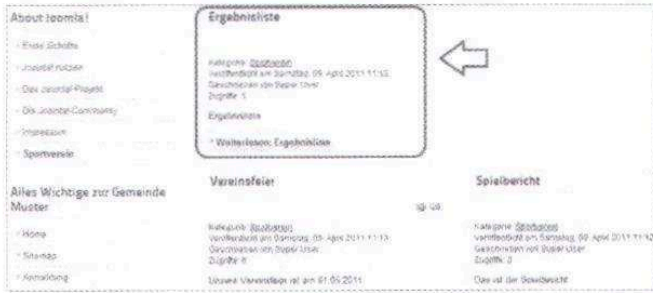 About Joomla!
Erste Schritte
Joomla! nutzen
Das Joomla!-Projekt
Die Joomla!-Community
Impressum
Sportverein
Alles Wichtige zur Gemeinde
Muster
Home
Sitemap
Anmeldung
Ergebnisliste
Kategorie: Sportverein
Veröffentlicht am Samstag, 09. April 2011 11:15
Geschrieben von Super User
Zugriffe: 1
Ergebnisliste
Weiterlesen: Ergebnisliste
Vereinsfeier
Kategorie: Sportverein
Veröffentlicht am Samstag, 09. April 2011 11:13
Geschrieben von Super User
Zugriffe:
Unsere Vereinsfeier ist am 01.05.2011
Spielbericht
Kategorie: Sportverein
Veröffentlicht am Samstag, 09. April 2011
Geschrieben von Super User
Zugriffe:
Das ist der Spielbericht